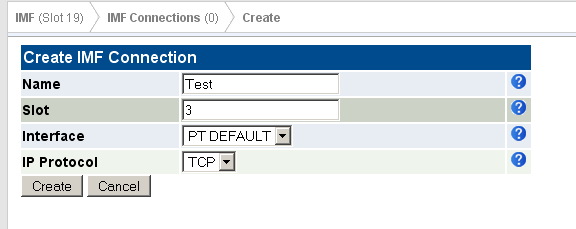 IMF (Slot 19) IMF Connections (0) Create
Create IMF Connection
Name Test ?
Slot 3 ?
Interface PT DEFAULT ?
IP Protocol TCP ?
Create Cancel